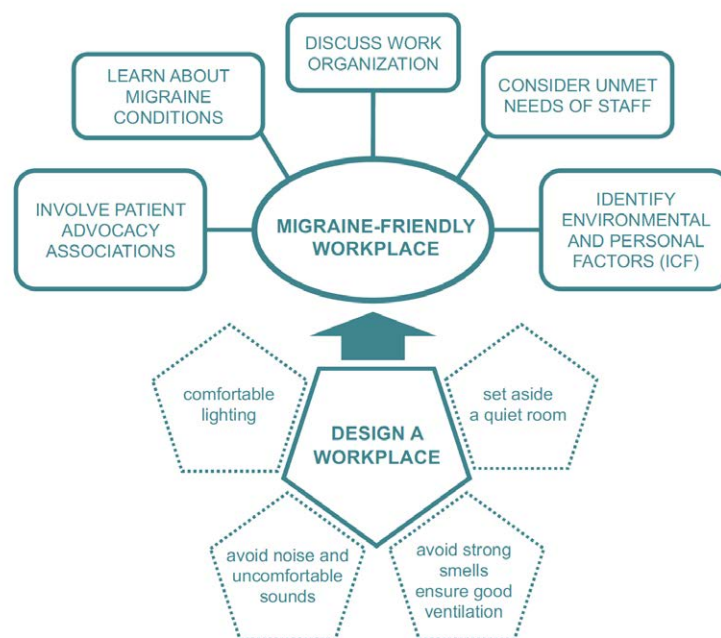 DISCUSS WORK
ORGANIZATION
LEARN ABOUT
MIGRAINE
CONDITIONS
CONSIDER UNMET
NEEDS OF STAFF
INVOLVE PATIENT
ADVOCACY
ASSOCIATIONS
MIGRAINE-FRIENDLY
WORKPLACE
IDENTIFY
ENVIRONMENTAL
AND PERSONAL
FACTORS (ICF)
comfortable
lighting
set aside
a quiet room
DESIGN A
WORKPLACE
avoid noise and
uncomfortable
sounds
avoid strong
smells
ensure good
ventilation